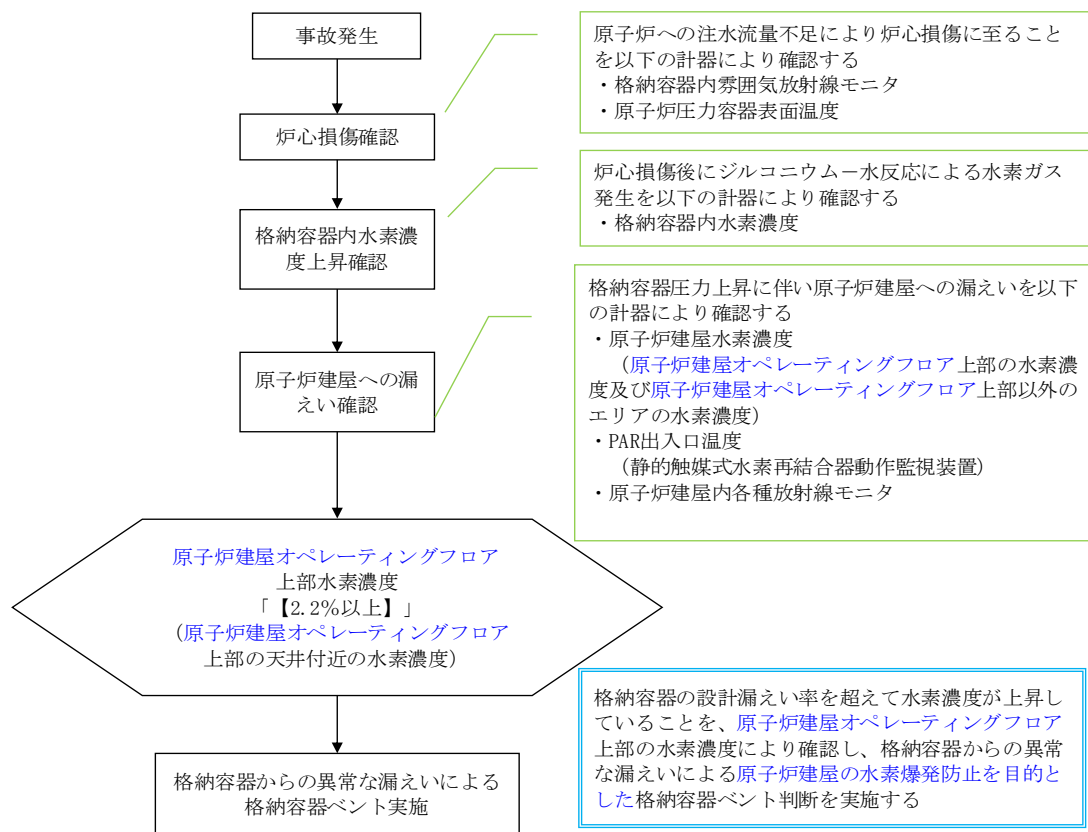 事故発生
原子炉への注水流量不足により炉心損傷に至ること
を以下の計器により確認する
・格納容器内雰囲気放射線モニタ
・原子炉圧力容器表面温度
炉心損傷確認
炉心損傷後にジルコニウム－水反応による水素ガス
発生を以下の計器により確認する
・格納容器内水素濃度
格納容器内水素濃
度上昇確認
格納容器圧力上昇に伴い原子炉建屋への漏えいを以下
の計器により確認する
・原子炉建屋水素濃度
（原子炉建屋オペレーティングフロア上部の水素濃
度及び原子炉建屋オペレーティングフロア上部以外の
エリアの水素濃度）
・PAR出入口温度
（静的触媒式水素再結合器動作監視装置）
・原子炉建屋内各種放射線モニタ
原子炉建屋への漏
えい確認
原子炉建屋オペレーティングフロア
上部水素濃度
「【2.2％以上】」
（原子炉建屋オペレーティングフロア
上部の天井付近の水素濃度）
格納容器の設計漏えい率を超えて水素濃度が上昇し
ていることを、原子炉建屋オペレーティングフロア
上部の水素濃度により確認し、格納容器からの異常
な漏えいによる原子炉建屋の水素爆発防止を目的と
した格納容器ベント判断を実施する
格納容器からの異常な漏えいによる
格納容器ベント実施